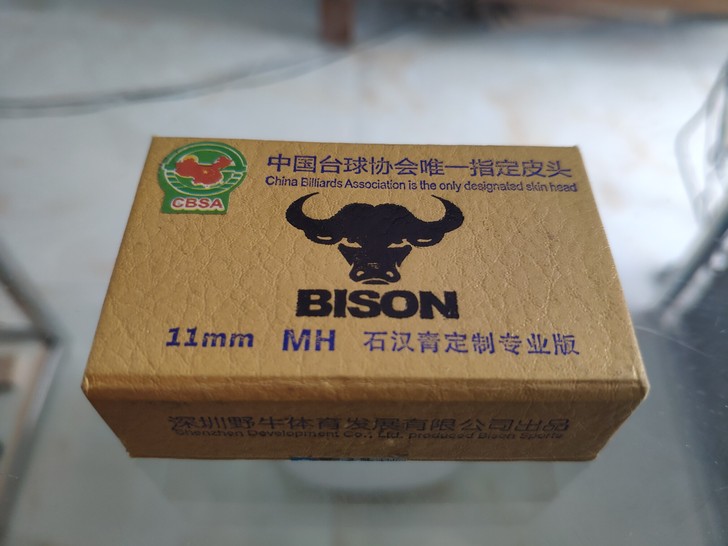 中国台球协会唯一指定皮头
China Billiards Association is the only designated skin head
CBSA
BISON
11mm MH 石汉青定制专业版
深圳野牛体育发展有限公司出品
Shenzhen Development Co., Ltd. produced Bison Sports